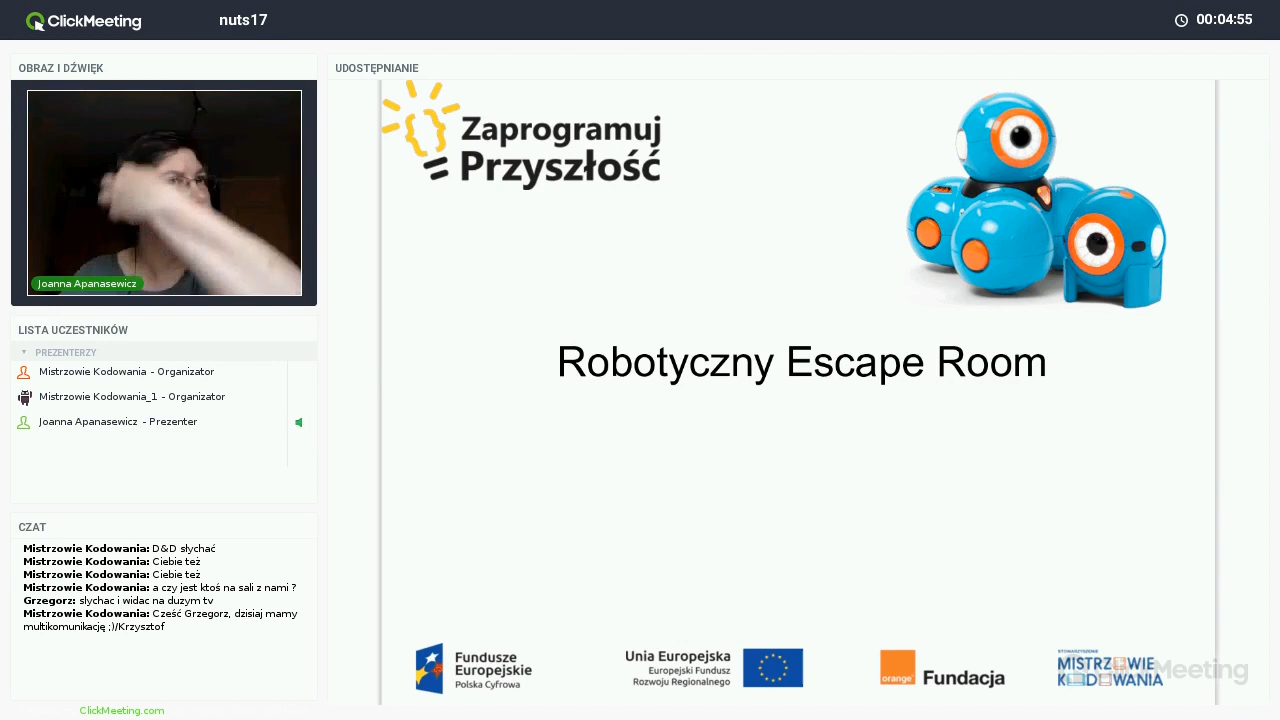 ClickMeeting
nuts17
00:04:55
OBRAZ I DŹWIĘK
Joanna Apanasewicz
LISTA UCZESTNIKÓW
PREZENTERZY
Mistrzowie Kodowania - Organizator
Mistrzowie Kodowania_1 - Organizator
Joanna Apanasewicz - Prezenter
CZAT
Mistrzowie Kodowania: D&D słychać
Mistrzowie Kodowania: Ciebie też
Mistrzowie Kodowania: Ciebie też
Mistrzowie Kodowania: a czy jest ktoś na sali z nami ?
Grzegorz: slychac i widac na duzym tv
Mistrzowie Kodowania: Cześć Grzegorz, dzisiaj mamy
multikomunikację ;)/Krzysztof
ClickMeeting.com
UDOSTĘPNIANIE
Zaprogramuj
Przyszłość
Robotyczny Escape Room
Fundusze
Europejskie
Polska Cyfrowa
Unia Europejska
Europejski Fundusz
Rozwoju Regionalnego
orange
Fundacja
STOWARZYSZENIE
MISTRZOWIE
KODOWANIA
Meeting